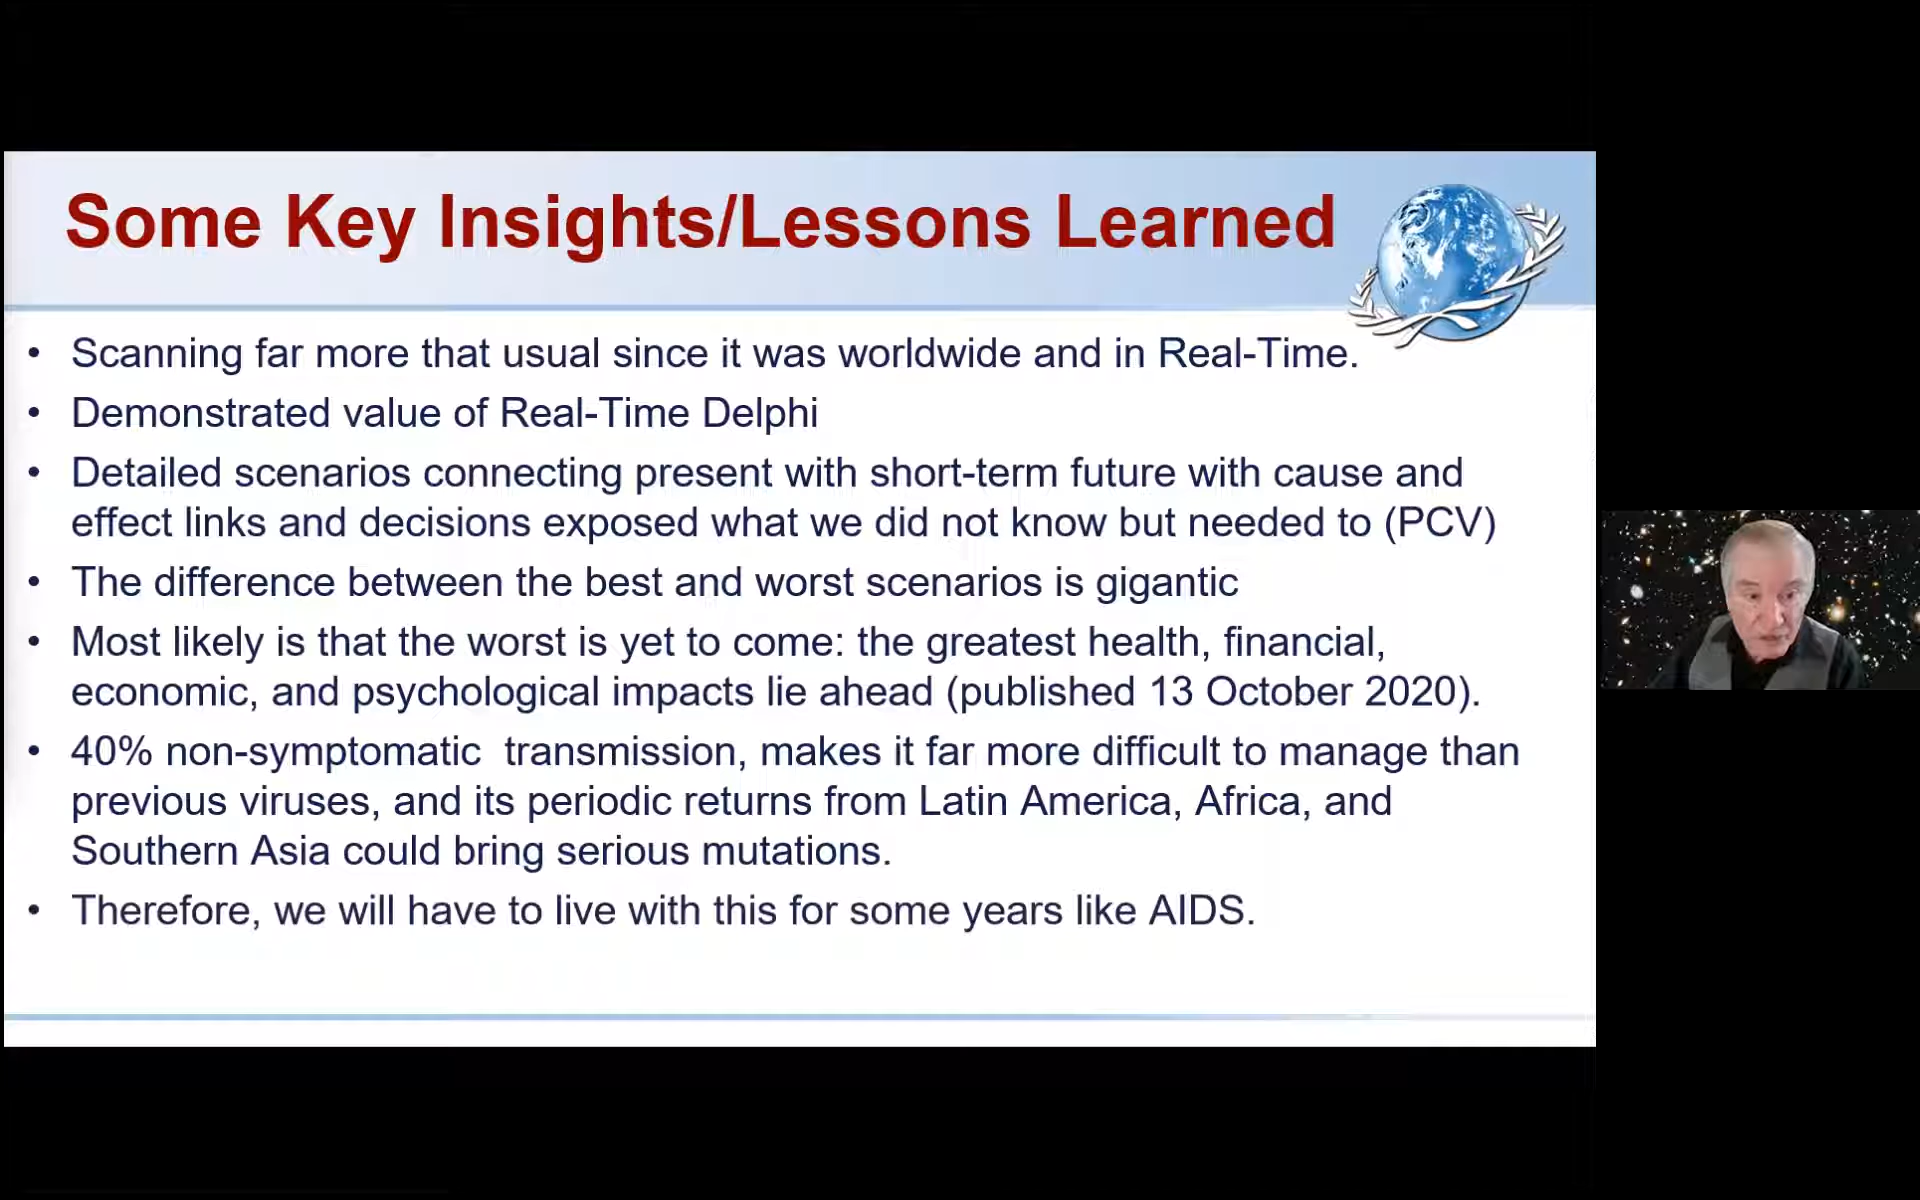 Some Key Insights/Lessons Learned
• Scanning far more that usual since it was worldwide and in Real-Time.
• Demonstrated value of Real-Time Delphi
• Detailed scenarios connecting present with short-term future with cause and
effect links and decisions exposed what we did not know but needed to (PCV)
• The difference between the best and worst scenarios is gigantic
• Most likely is that the worst is yet to come: the greatest health, financial,
economic, and psychological impacts lie ahead (published 13 October 2020).
• 40% non-symptomatic  transmission, makes it far more difficult to manage than
previous viruses, and its periodic returns from Latin America, Africa, and
Southern Asia could bring serious mutations.
• Therefore, we will have to live with this for some years like AIDS.